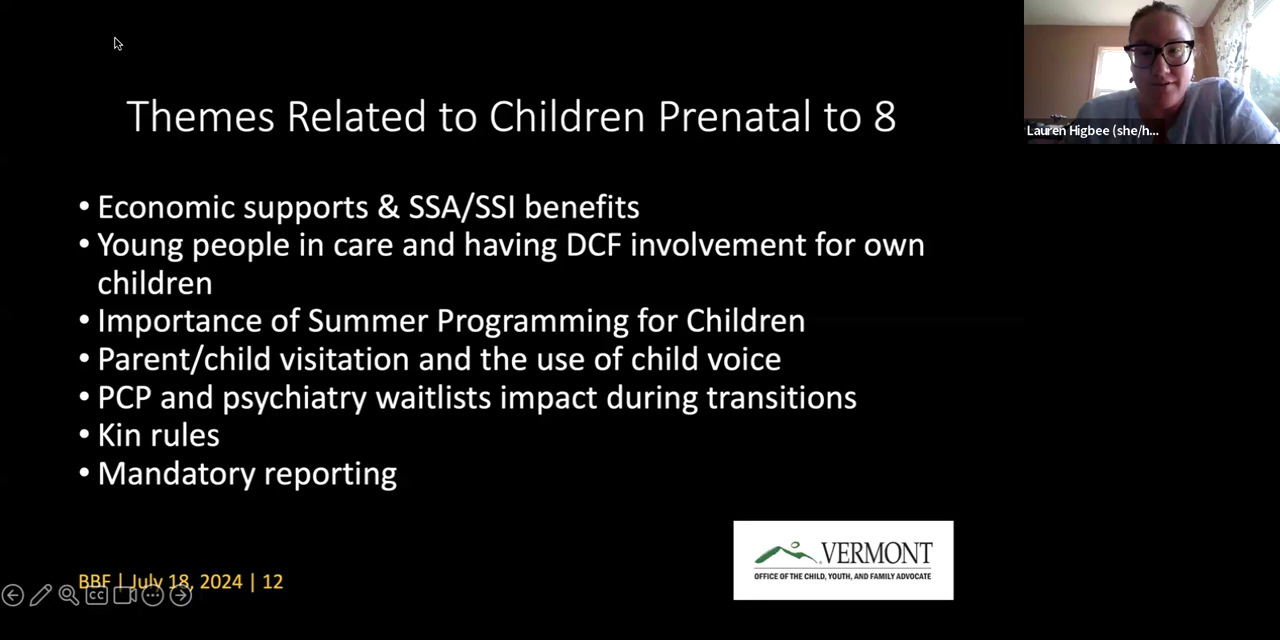 Themes Related to Children Prenatal to 8
Lauren Higbee (she/h...
• Economic supports & SSA/SSI benefits
• Young people in care and having DCF involvement for own
children
• Importance of Summer Programming for Children
• Parent/child visitation and the use of child voice
• PCP and psychiatry waitlists impact during transitions
• Kin rules
• Mandatory reporting
VERMONT
OFFICE OF THE CHILD, YOUTH, AND FAMILY ADVOCATE
BBF | July 18, 2024 | 12
CC